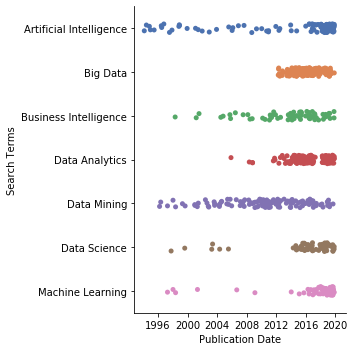 Artificial Intelligence
Big Data
Business Intelligence
Data Analytics
Data Mining
Data Science
Machine Learning
Search Terms
1996 2000 2004 2008 2012 2016 2020
Publication Date